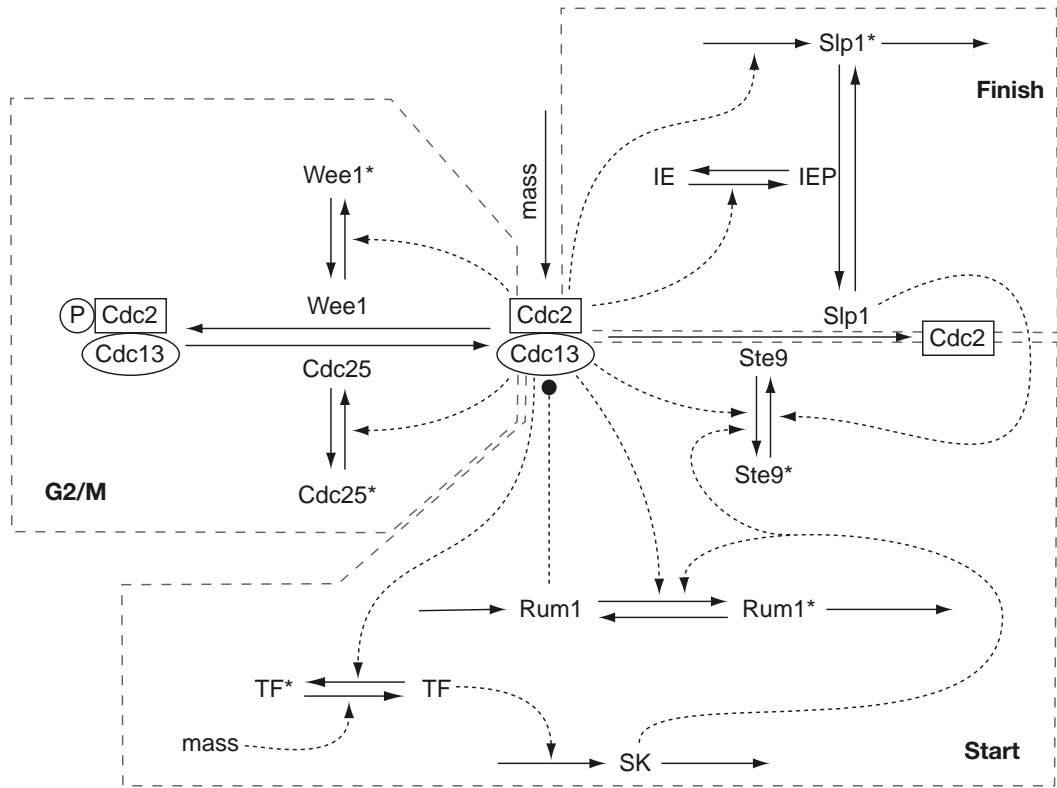 Slp1*
Finish
Wee1*
mass
IE
IEP
Wee1
Slp1
P
Cdc2
Cdc2
Cdc2
Cdc13
Cdc13
Cdc25
Ste9
Ste9*
G2/M
Cdc25*
Rum1
Rum1*
TF*
TF
mass
SK
Start